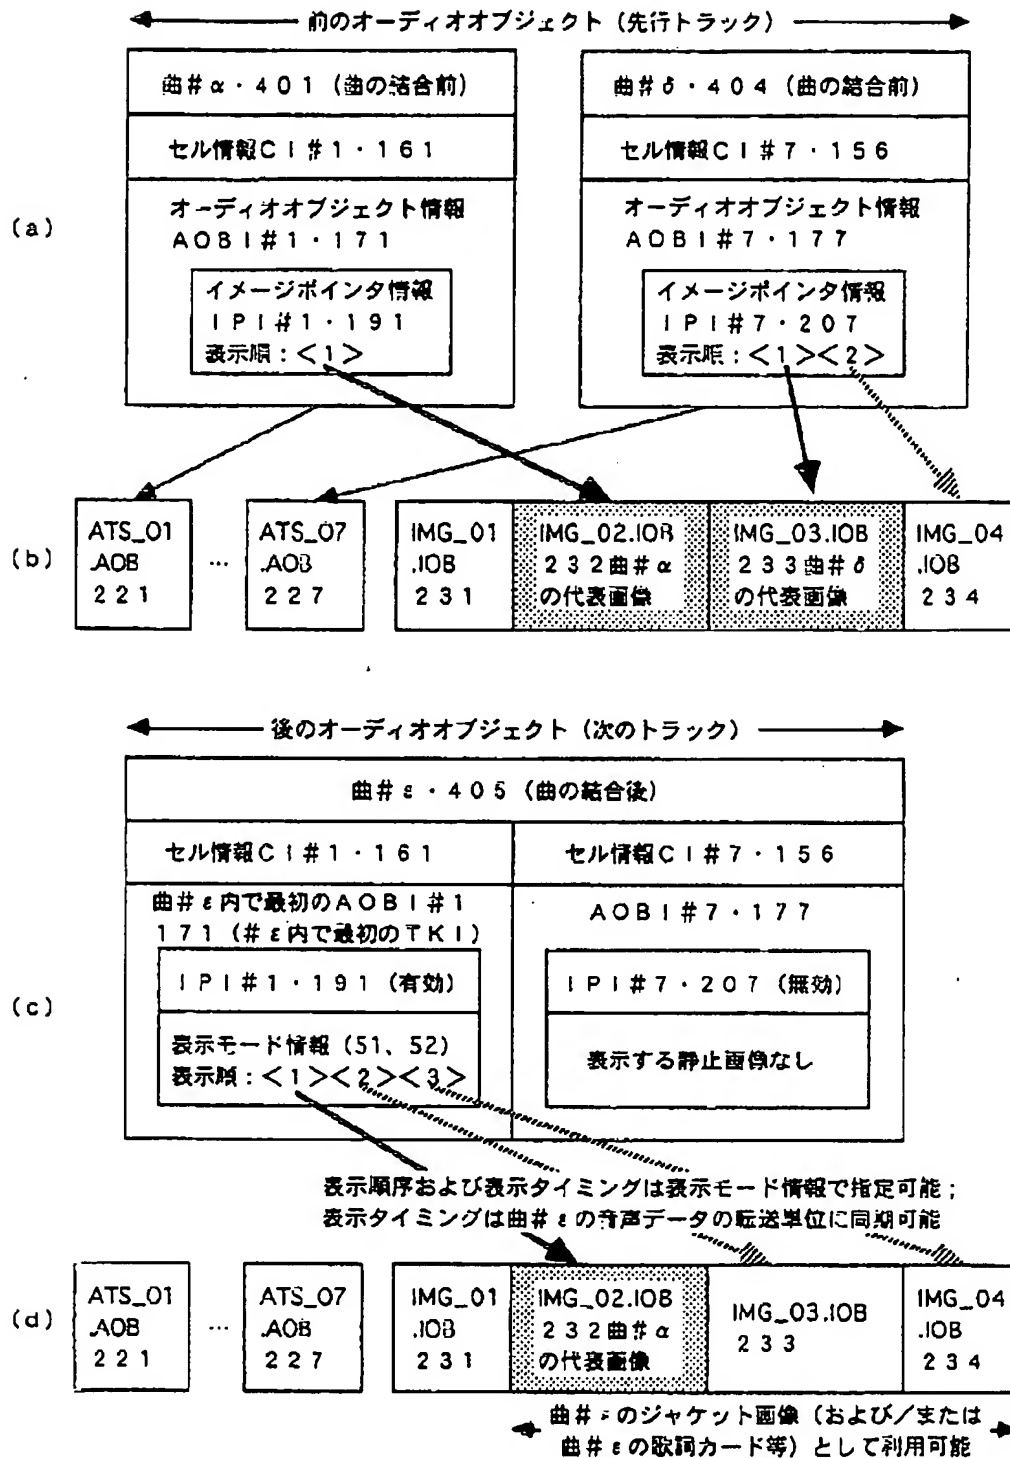 前のオーディオオブジェクト（先行トラック）
曲＃α・４０１（曲の結合前）
セル情報ＣＩ＃１・１６１
オーディオオブジェクト情報
ＡＯＢＩ＃１・１７１
イメージポインタ情報
ＩＰＩ＃１・１９１
表示順：＜１＞
曲＃δ・４０４（曲の結合前）
セル情報ＣＩ＃７・１５６
オーディオオブジェクト情報
ＡＯＢＩ＃７・１７７
イメージポインタ情報
ＩＰＩ＃７・２０７
表示順：＜１＞＜２＞
(a)
(b)
ATS_01
.AOB
２２１
…
ATS_07
.AOB
２２７
IMG_01
.IOB
２３１
IMG_02.IOB
２３２曲＃α
の代表画像
IMG_03.IOB
２３３曲＃δ
の代表画像
IMG_04
.IOB
２３４
後のオーディオオブジェクト（次のトラック）
曲＃ε・４０５（曲の結合後）
セル情報ＣＩ＃１・１６１
曲＃ε内で最初のＡＯＢＩ＃１
１７１（＃ε内で最初のＴＫＩ）
ＩＰＩ＃１・１９１（有効）
表示モード情報（S1、S2）
表示順：＜１＞＜２＞＜３＞
セル情報ＣＩ＃７・１５６
ＡＯＢＩ＃７・１７７
ＩＰＩ＃７・２０７（無効）
表示する静止画像なし
(c)
表示順序および表示タイミングは表示モード情報で指定可能；
表示タイミングは曲＃εの音声データの転送単位に同期可能
(d)
ATS_01
.AOB
２２１
…
ATS_07
.AOB
２２７
IMG_01
.IOB
２３１
IMG_02.IOB
２３２曲＃α
の代表画像
IMG_03.IOB
２３３
IMG_04
.IOB
２３４
曲＃εのジャケット画像（および／または
曲＃εの歌詞カード等）として利用可能